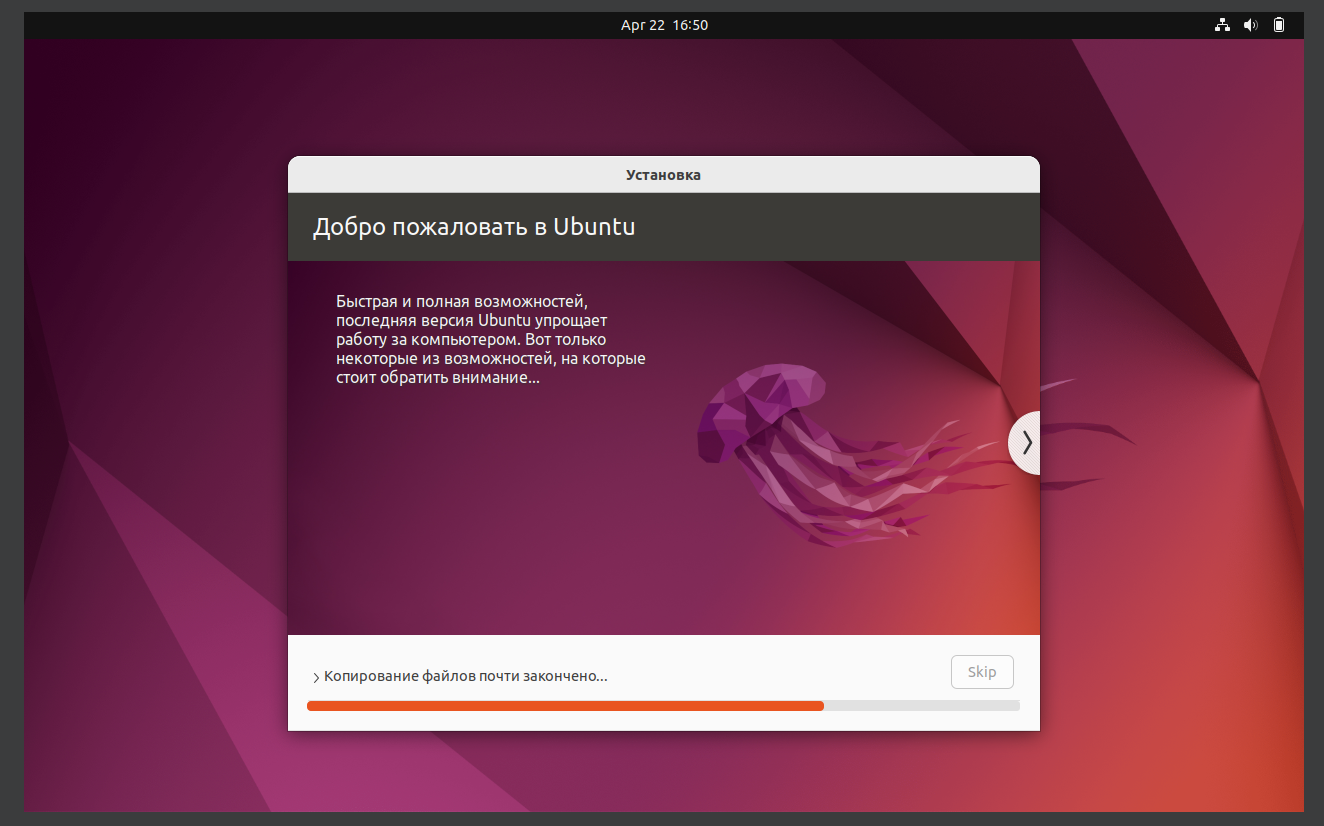 Apr 22 16:50
Установка
Добро пожаловать в Ubuntu
Быстрая и полная возможностей,
последняя версия Ubuntu упрощает
работу за компьютером. Вот только
некоторые из возможностей, на которые
стоит обратить внимание...
Копирование файлов почти закончено...
Skip